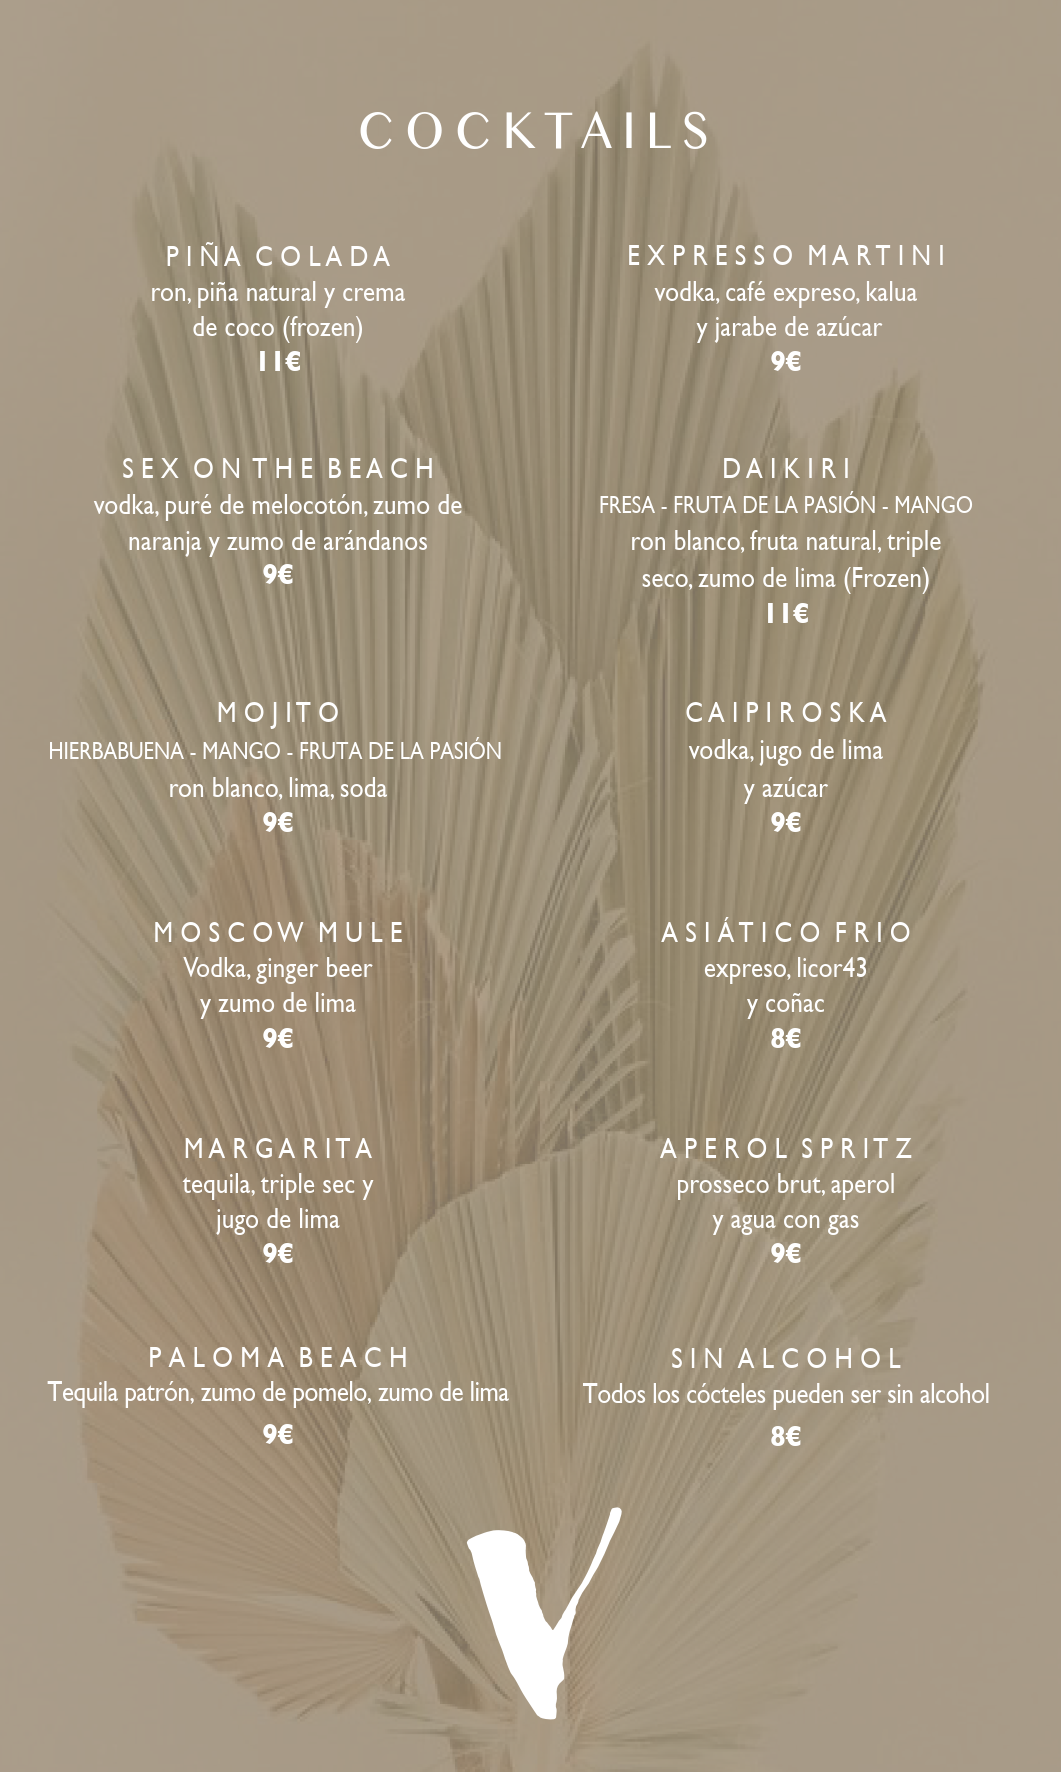 COCKTAILS
PIÑA COLADA
ron, piña natural y crema
de coco (frozen)
11€
SEX ON THE BEACH
vodka, puré de melocotón, zumo de
naranja y zumo de arándanos
9€
MOJITO
HIERBABUENA - MANGO - FRUTA DE LA PASIÓN
ron blanco, lima, soda
9€
MOSCOW MULE
Vodka, ginger beer
y zumo de lima
9€
MARGARITA
tequila, triple sec y
jugo de lima
9€
PALOMA BEACH
Tequila patrón, zumo de pomelo, zumo de lima
9€
EXPRESSO MARTINI
vodka, café expreso, kalua
y jarabe de azúcar
9€
DAIKIRI
FRESA - FRUTA DE LA PASIÓN - MANGO
ron blanco, fruta natural, triple
seco, zumo de lima (Frozen)
11€
CAIPIROSKA
vodka, jugo de lima
y azúcar
9€
ASIÁTICO FRIO
expreso, licor43
y coñac
8€
APEROL SPRITZ
prosseco brut, aperol
y agua con gas
9€
SIN ALCOHOL
Todos los cócteles pueden ser sin alcohol
8€
V